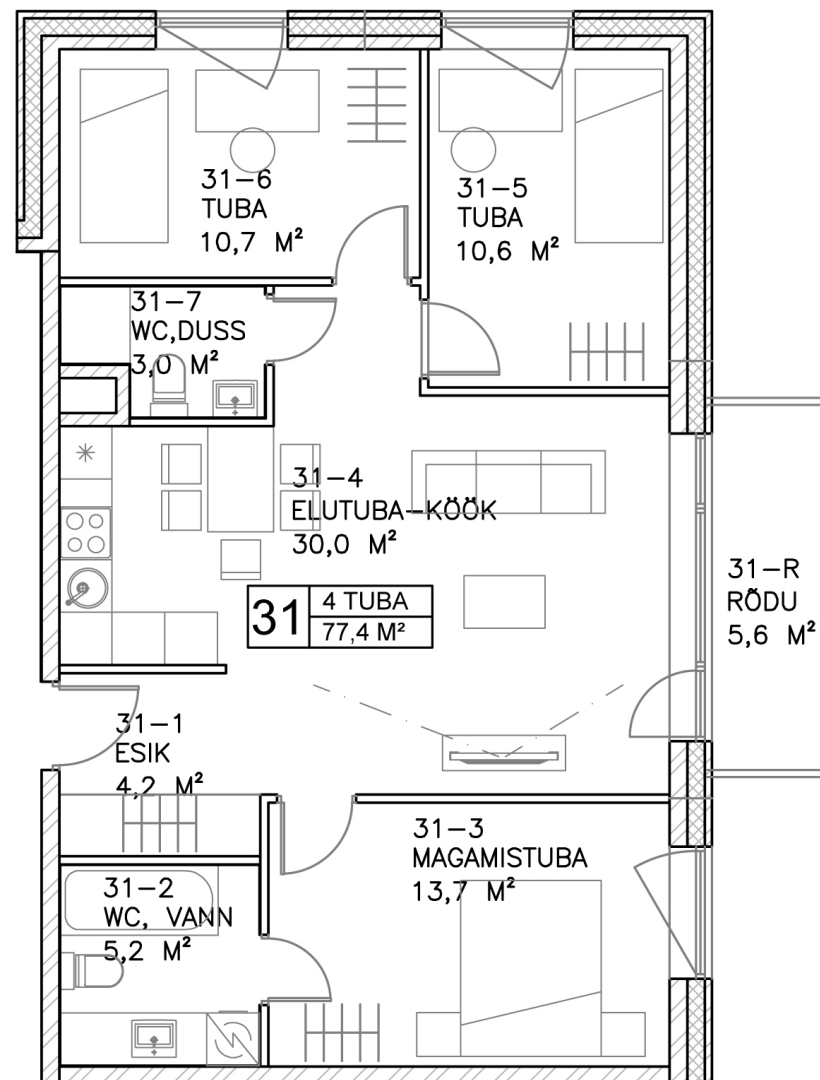 31-6
TUBA
10,7 M²
31-5
TUBA
10,6 M²
31-7
WC,DUSS
3,0 M²
31-4
ELUTUBA-KÖÖK
30,0 M²
31
4 TUBA
77,4 M²
31-R
RÕDU
5,6 M²
31-1
ESIK
4,2 M²
31-3
MAGAMISTUBA
13,7 M²
31-2
WC, VANN
5,2 M²